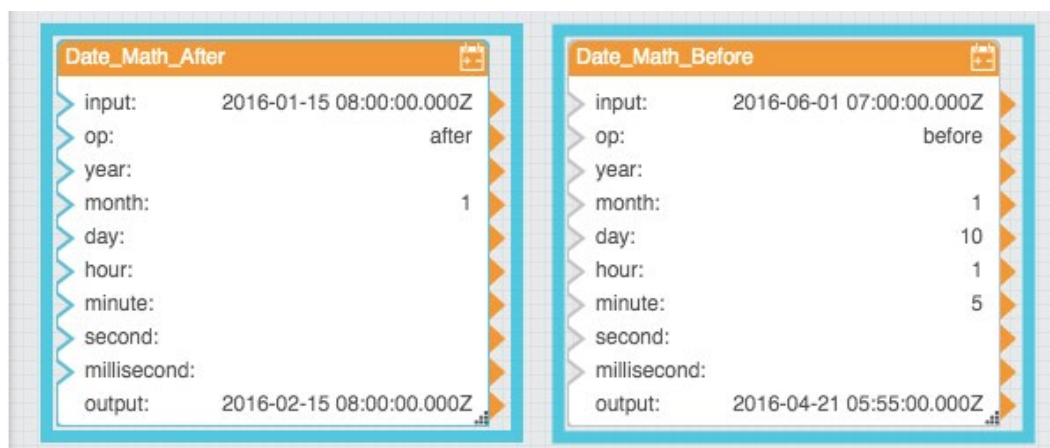 Date_Math_After
input: 2016-01-15 08:00:00.000Z
op: after
year:
month: 1
day:
hour:
minute:
second:
millisecond:
output: 2016-02-15 08:00:00.000Z
Date_Math_Before
input: 2016-06-01 07:00:00.000Z
op: before
year:
month: 1
day: 10
hour: 1
minute: 5
second:
millisecond:
output: 2016-04-21 05:55:00.000Z